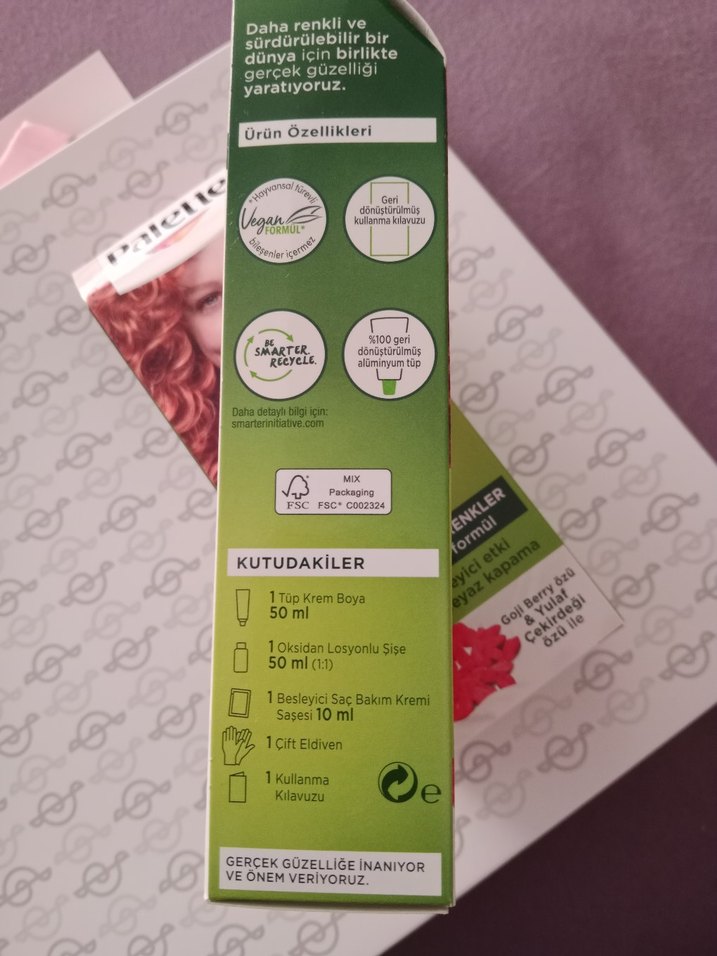 Daha renkli ve
sürdürülebilir bir
dünya için birlikte
gerçek güzelliği
yaratıyoruz.
Ürün Özellikleri
*Hayvansal türevli
Vegan
FORMÜL*
bileşenler içermez
Geri
dönüştürülmüş
kullanma kılavuzu
BE
SMARTER.
RECYCLE.
%100 geri
dönüştürülmüş
alüminyum tüp
Daha detaylı bilgi için:
smarterinitiative.com
FSC
MIX
Packaging
FSC® C002324
KUTUDAKİLER
1 Tüp Krem Boya
50 ml
1 Oksidan Losyonlu Şişe
50 ml (1:1)
1 Besleyici Saç Bakım Kremi
Saşesi 10 ml
1 Çift Eldiven
1 Kullanma
Kılavuzu
e
GERÇEK GÜZELLİĞE İNANIYOR
VE ÖNEM VERİYORUZ.
Palette
formül
etki
kapama
Goji Berry özü
& Yulaf
Çekirdeği
özü ile